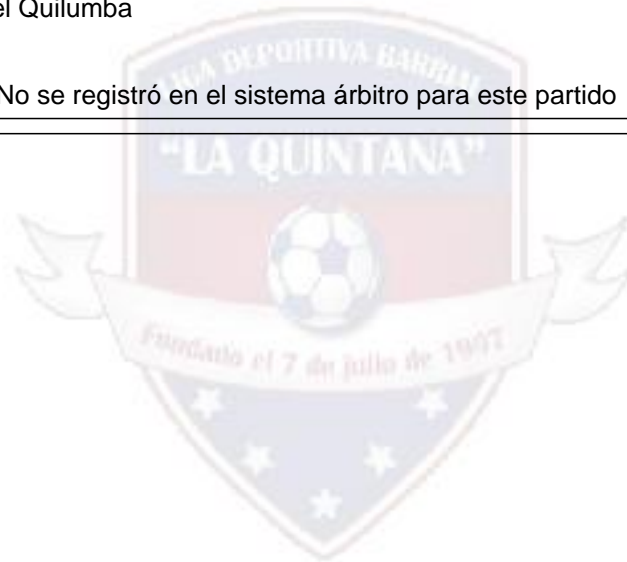 el Quilumba
No se registró en el sistema árbitro para este partido
LIGA DEPORTIVA BARRIAL
"LA QUINTANA"
Fundado el 7 de julio de